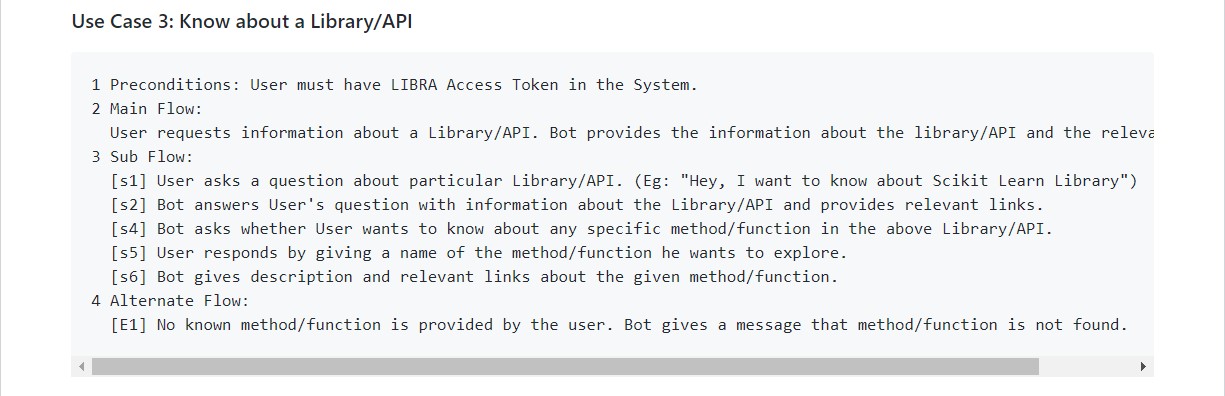 Use Case 3: Know about a Library/API
1 Preconditions: User must have LIBRA Access Token in the System.
2 Main Flow:
User requests information about a Library/API. Bot provides the information about the library/API and the releva
3 Sub Flow:
[s1] User asks a question about particular Library/API. (Eg: "Hey, I want to know about Scikit Learn Library")
[s2] Bot answers User's question with information about the Library/API and provides relevant links.
[s4] Bot asks whether User wants to know about any specific method/function in the above Library/API.
[s5] User responds by giving a name of the method/function he wants to explore.
[s6] Bot gives description and relevant links about the given method/function.
4 Alternate Flow:
[E1] No known method/function is provided by the user. Bot gives a message that method/function is not found.